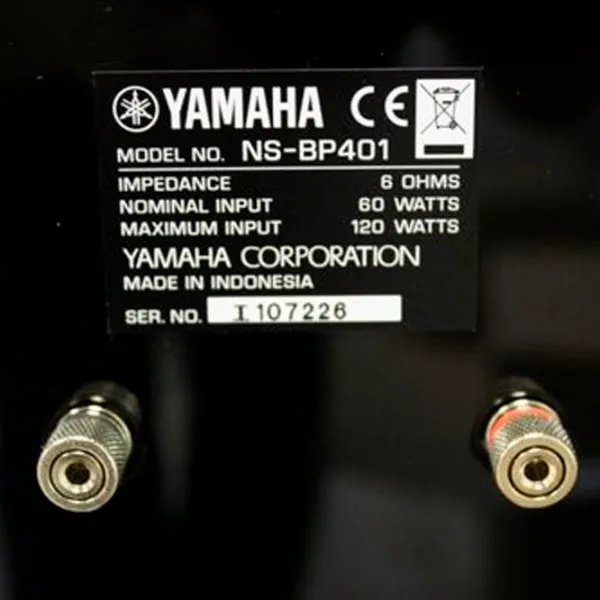 YAMAHA CE
MODEL NO. NS-BP401
IMPEDANCE 6 OHMS
NOMINAL INPUT 60 WATTS
MAXIMUM INPUT 120 WATTS
YAMAHA CORPORATION
MADE IN INDONESIA
SER. NO. I107226